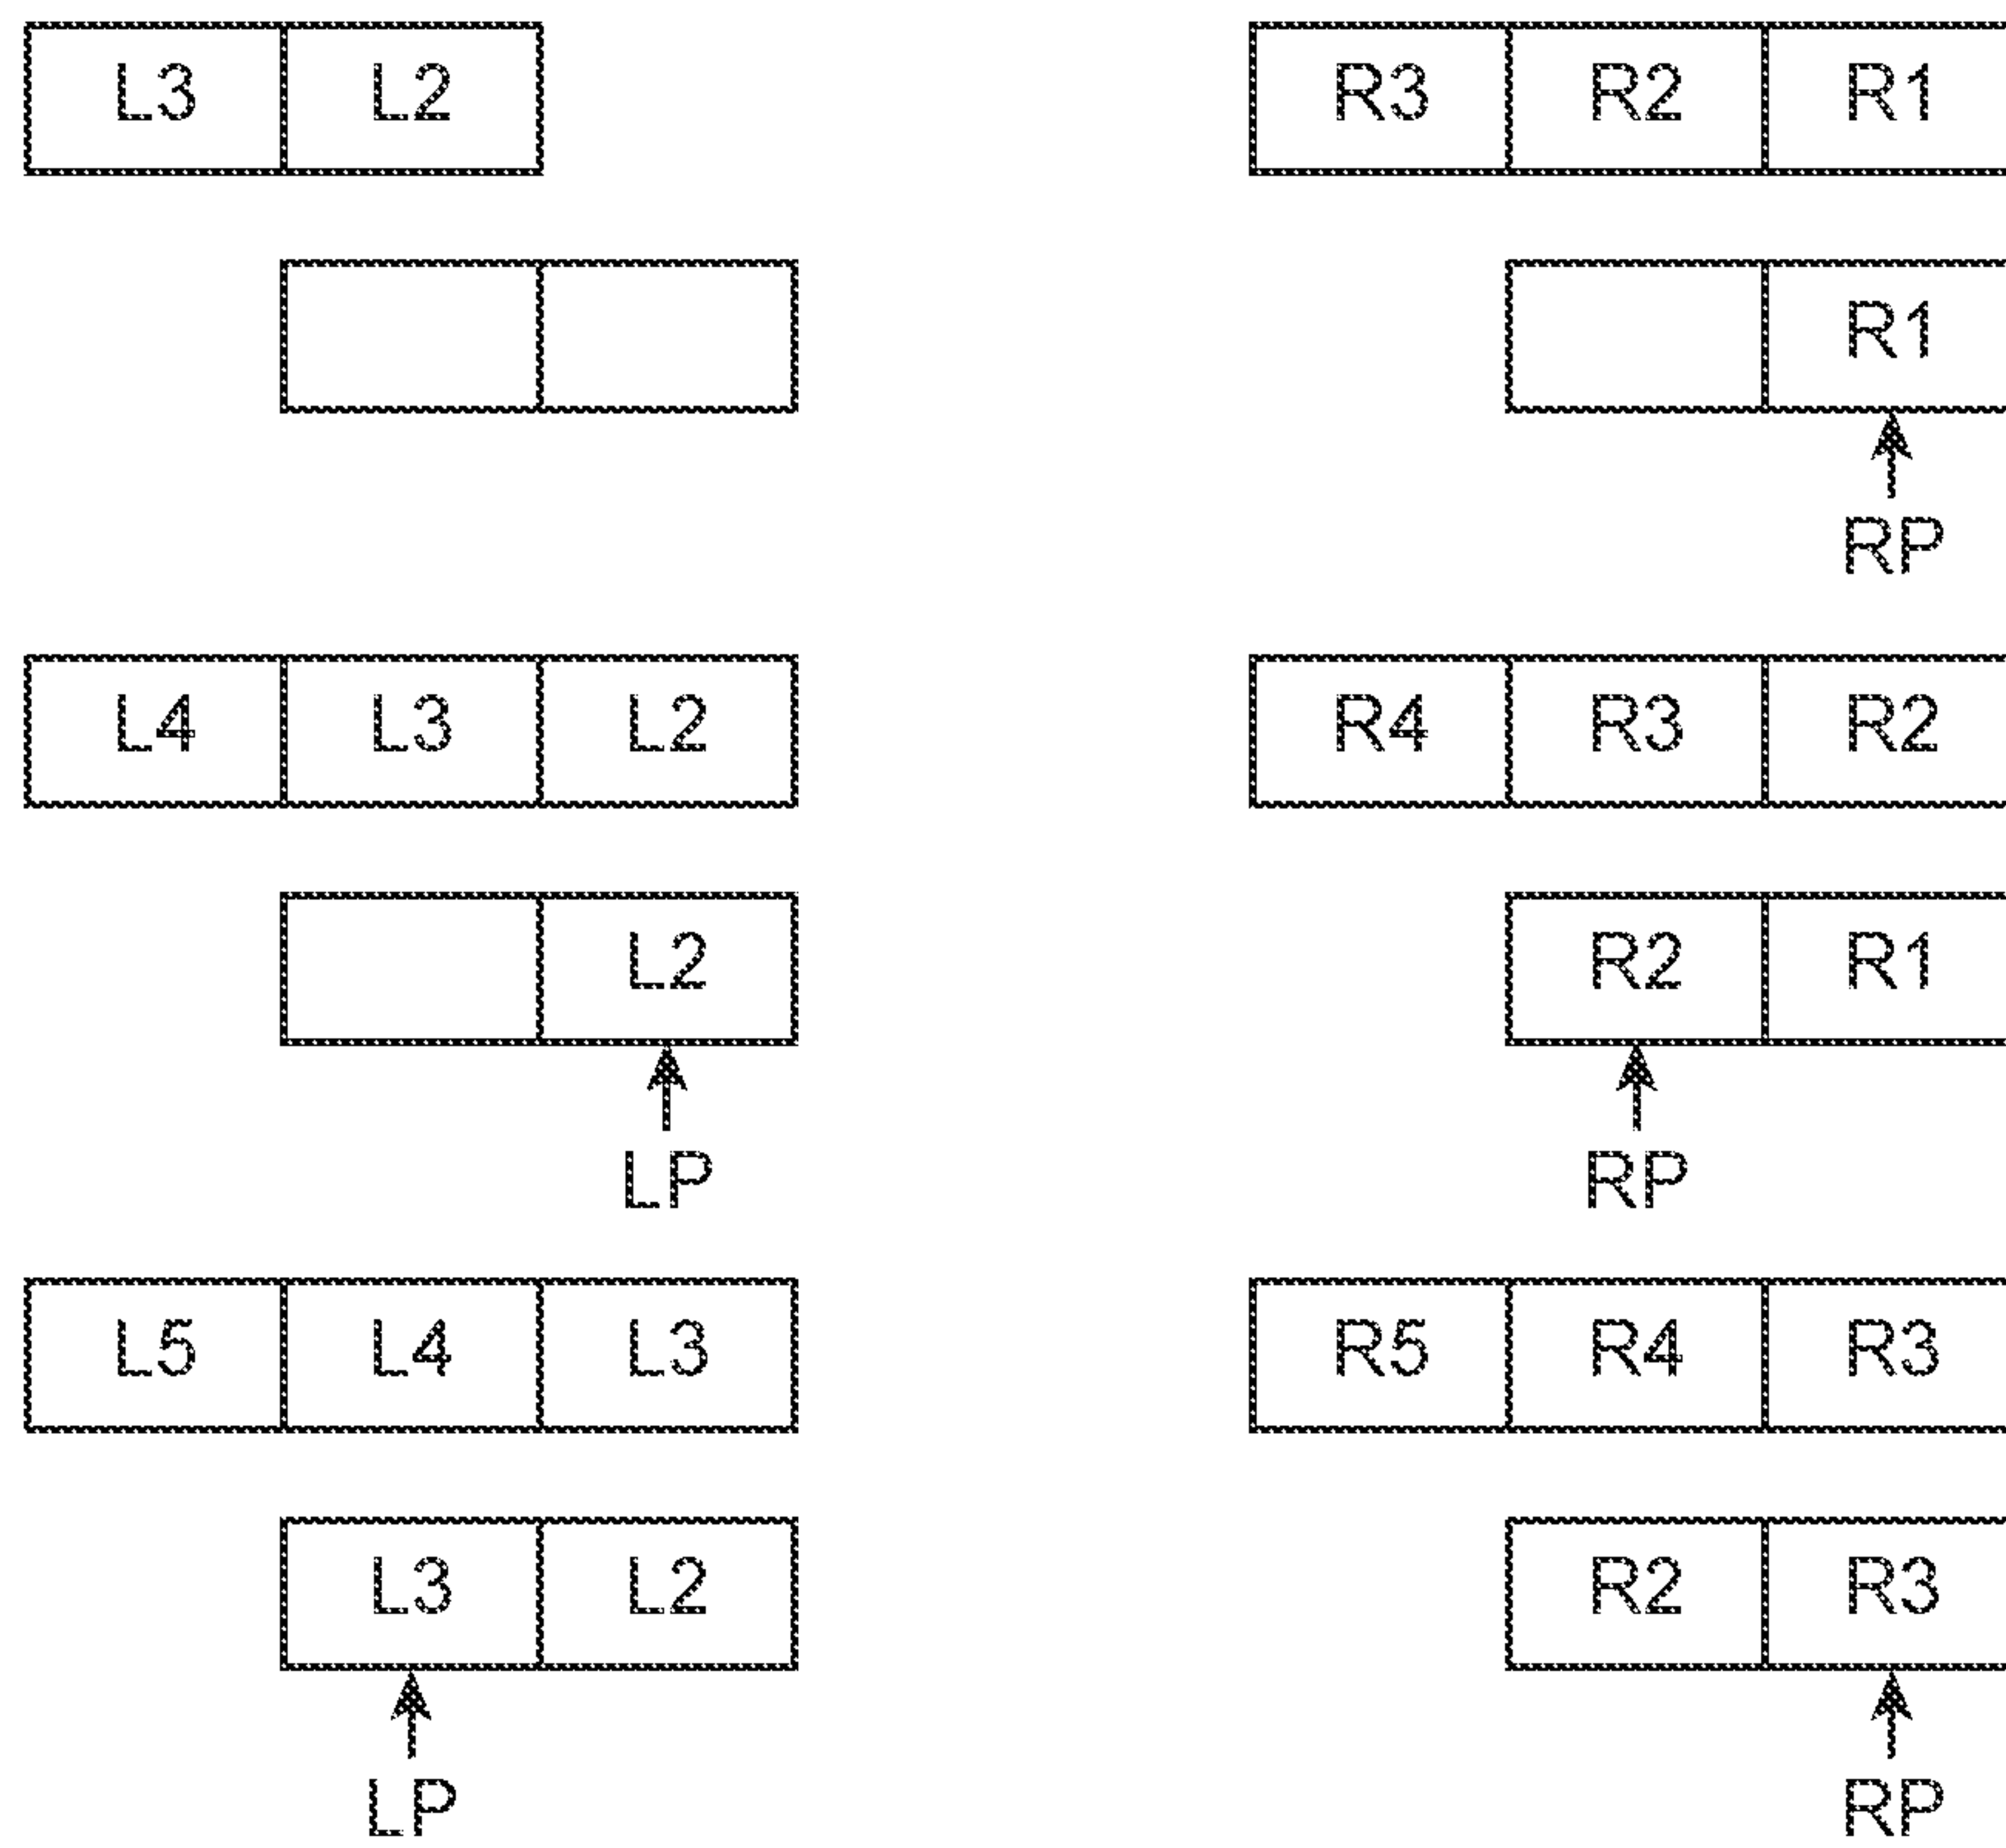 L3 L2 R3 R2 R1
R1
RP
L4 L3 L2 R4 R3 R2
L2 R2 R1
LP RP
L5 L4 L3 R5 R4 R3
L3 L2 R2 R3
LP RP